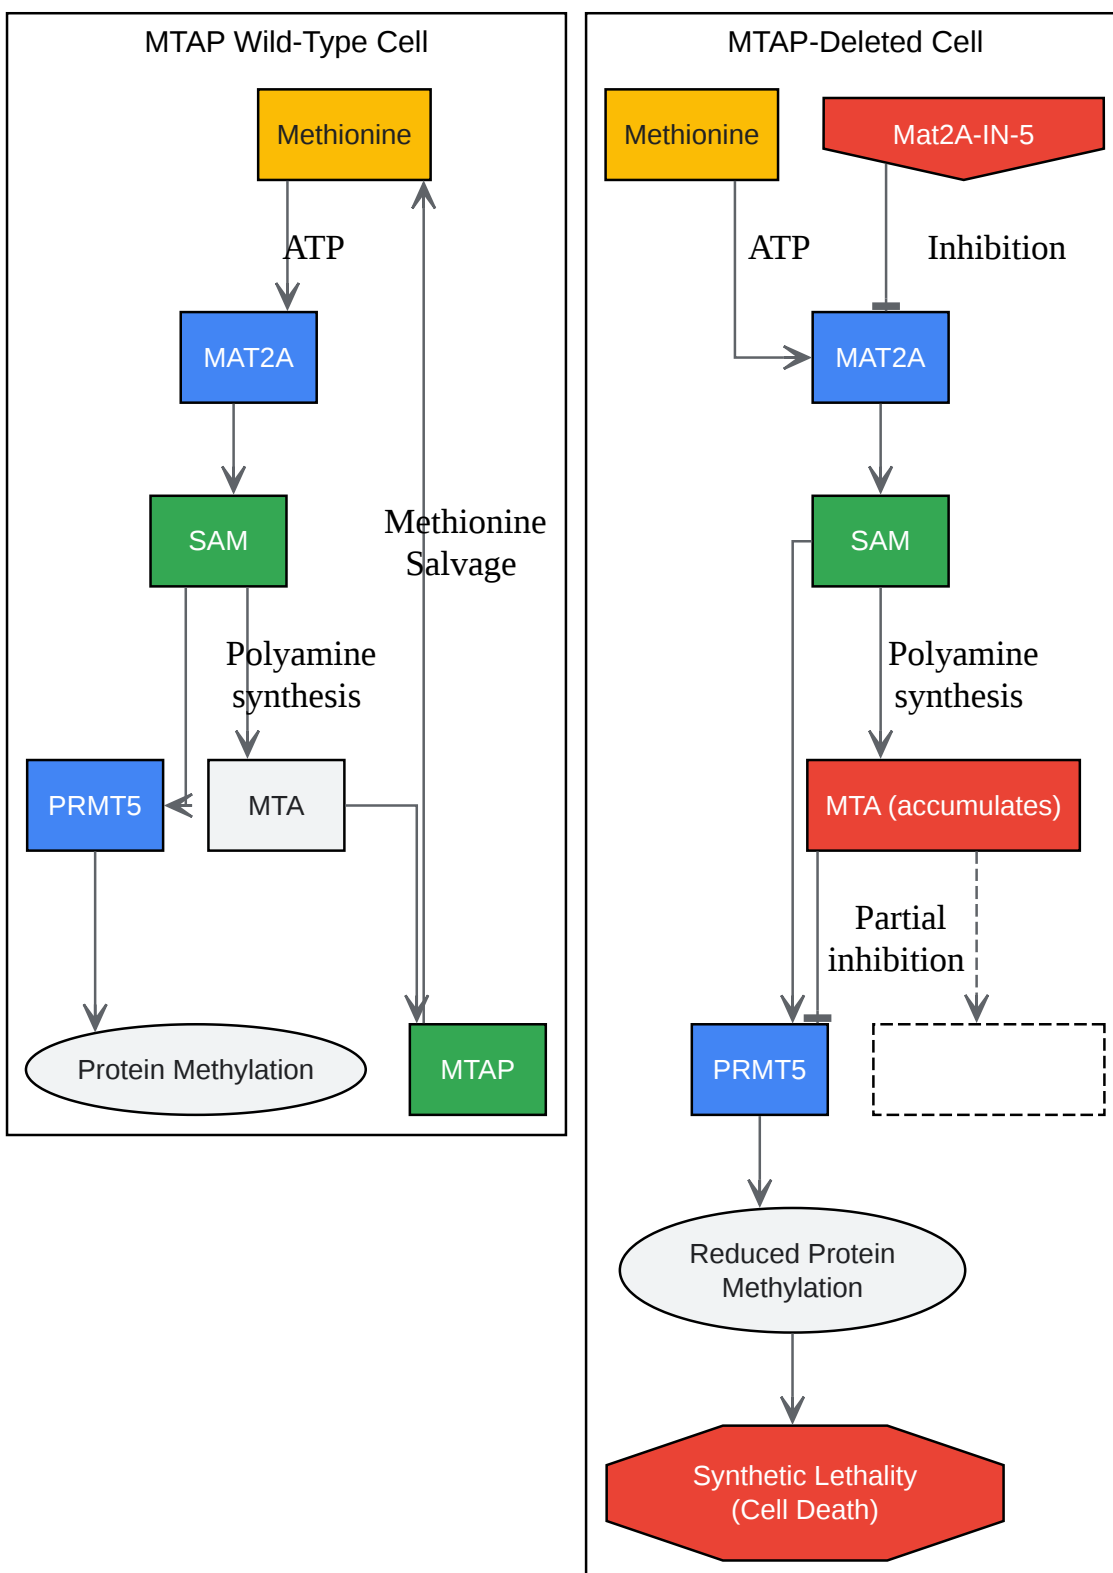 MTAP Wild-Type Cell
Methionine
ATP
MAT2A
SAM
Methionine
Salvage
Polyamine
synthesis
PRMT5
MTA
Protein Methylation
MTAP
MTAP-Deleted Cell
Methionine
Mat2A-IN-5
ATP
Inhibition
MAT2A
SAM
Polyamine
synthesis
MTA (accumulates)
Partial
inhibition
PRMT5
Reduced Protein
Methylation
Synthetic Lethality
(Cell Death)